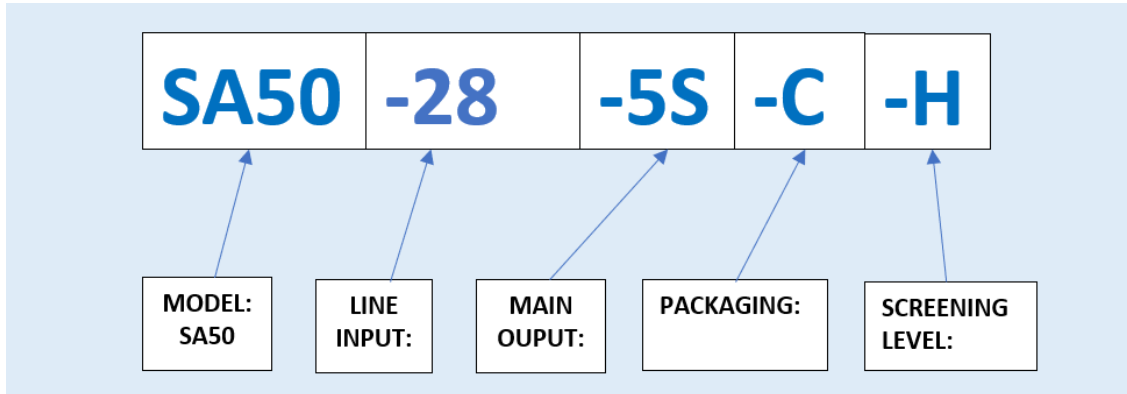 SA50 -28 -5S -C -H
MODEL:
SA50
LINE
INPUT:
MAIN
OUPUT:
PACKAGING:
SCREENING
LEVEL: